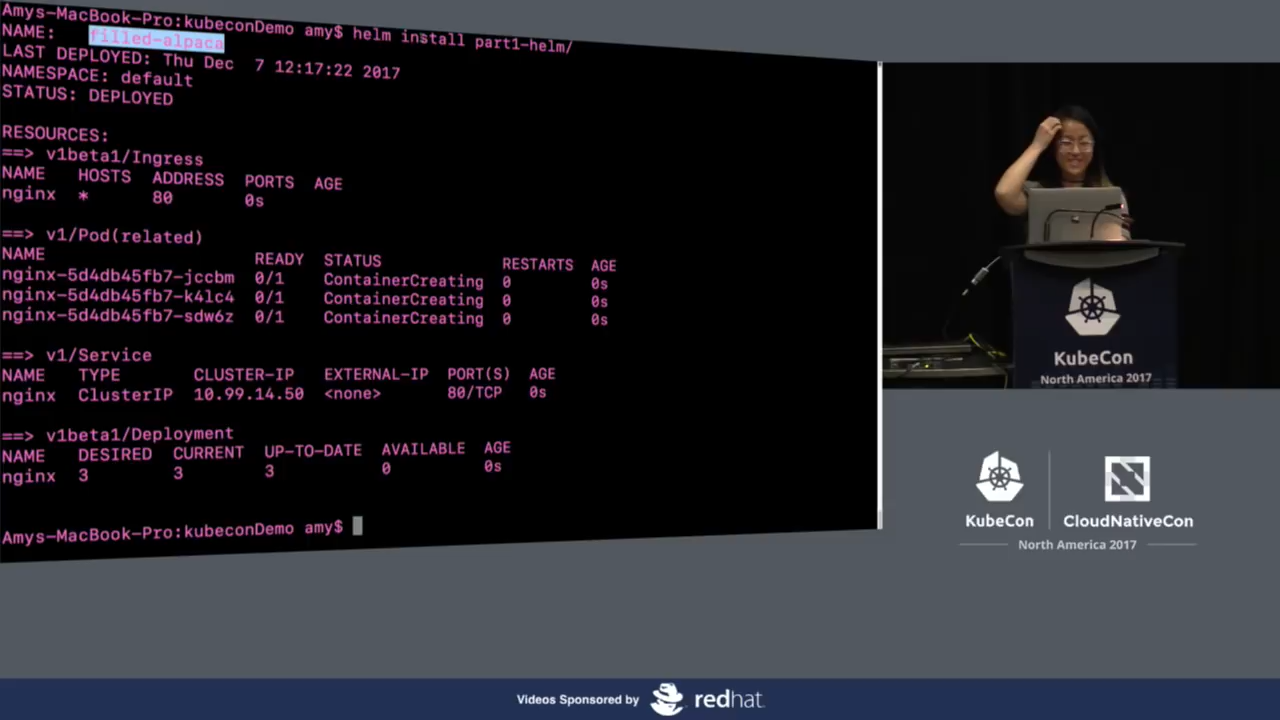 Amys-MacBook-Pro:kubeconDemo amy$ helm install part1-helm/
NAME:   filled-alpaca
LAST DEPLOYED: Thu Dec  7 12:17:22 2017
NAMESPACE: default
STATUS: DEPLOYED
RESOURCES:
==> v1beta1/Ingress
NAME   HOSTS  ADDRESS  PORTS  AGE
nginx  *      80       0s
==> v1/Pod(related)
NAME                    READY  STATUS             RESTARTS  AGE
nginx-5d4db45fb7-jccbm  0/1    ContainerCreating  0         0s
nginx-5d4db45fb7-k4lc4  0/1    ContainerCreating  0         0s
nginx-5d4db45fb7-sdw6z  0/1    ContainerCreating  0         0s
==> v1/Service
NAME   TYPE       CLUSTER-IP   EXTERNAL-IP  PORT(S)  AGE
nginx  ClusterIP  10.99.14.50  <none>       80/TCP   0s
==> v1beta1/Deployment
NAME   DESIRED  CURRENT  UP-TO-DATE  AVAILABLE  AGE
nginx  3        3        3           0          0s
Amys-MacBook-Pro:kubeconDemo amy$
KubeCon
North America 2017
KubeCon
CloudNativeCon
North America 2017
Videos Sponsored by redhat.